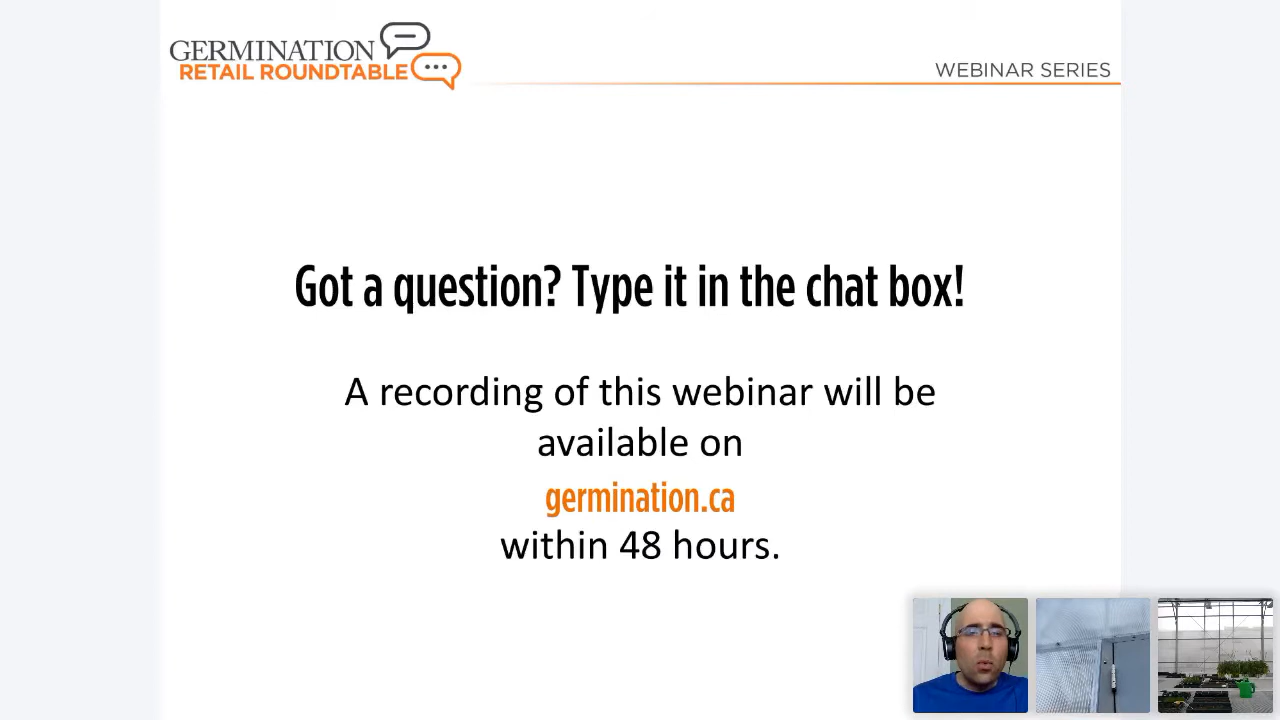 GERMINATION
RETAIL ROUNDTABLE
WEBINAR SERIES
Got a question? Type it in the chat box!
A recording of this webinar will be
available on
germination.ca
within 48 hours.